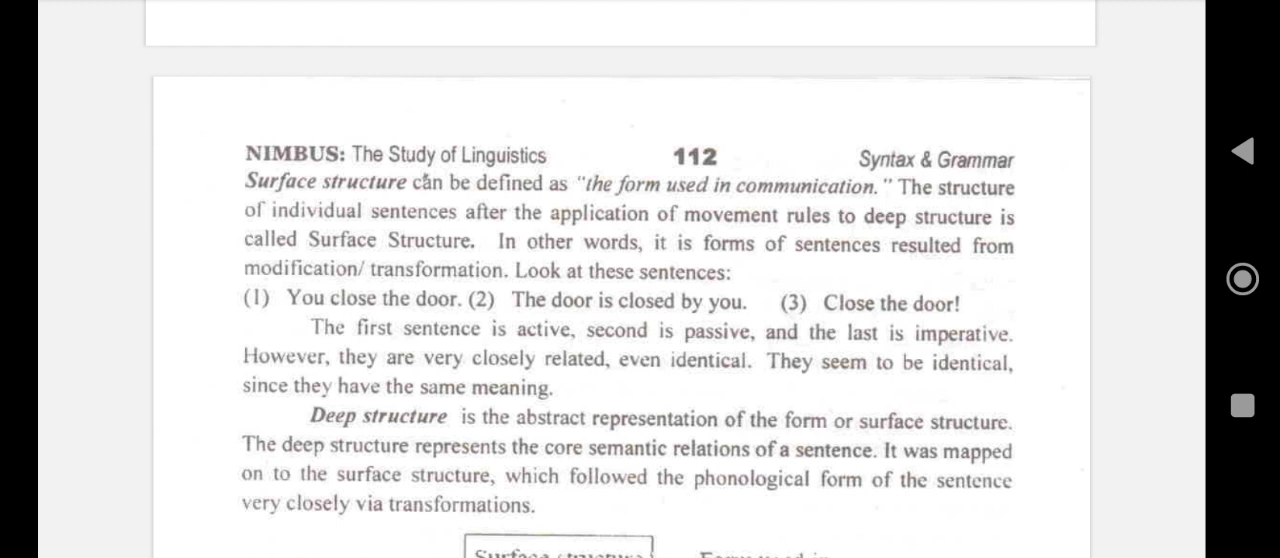 NIMBUS: The Study of Linguistics 112 Syntax & Grammar
Surface structure can be defined as "the form used in communication." The structure
of individual sentences after the application of movement rules to deep structure is
called Surface Structure. In other words, it is forms of sentences resulted from
modification/ transformation. Look at these sentences:
(1) You close the door. (2) The door is closed by you. (3) Close the door!
The first sentence is active, second is passive, and the last is imperative.
However, they are very closely related, even identical. They seem to be identical,
since they have the same meaning.
Deep structure is the abstract representation of the form or surface structure.
The deep structure represents the core semantic relations of a sentence. It was mapped
on to the surface structure, which followed the phonological form of the sentence
very closely via transformations.